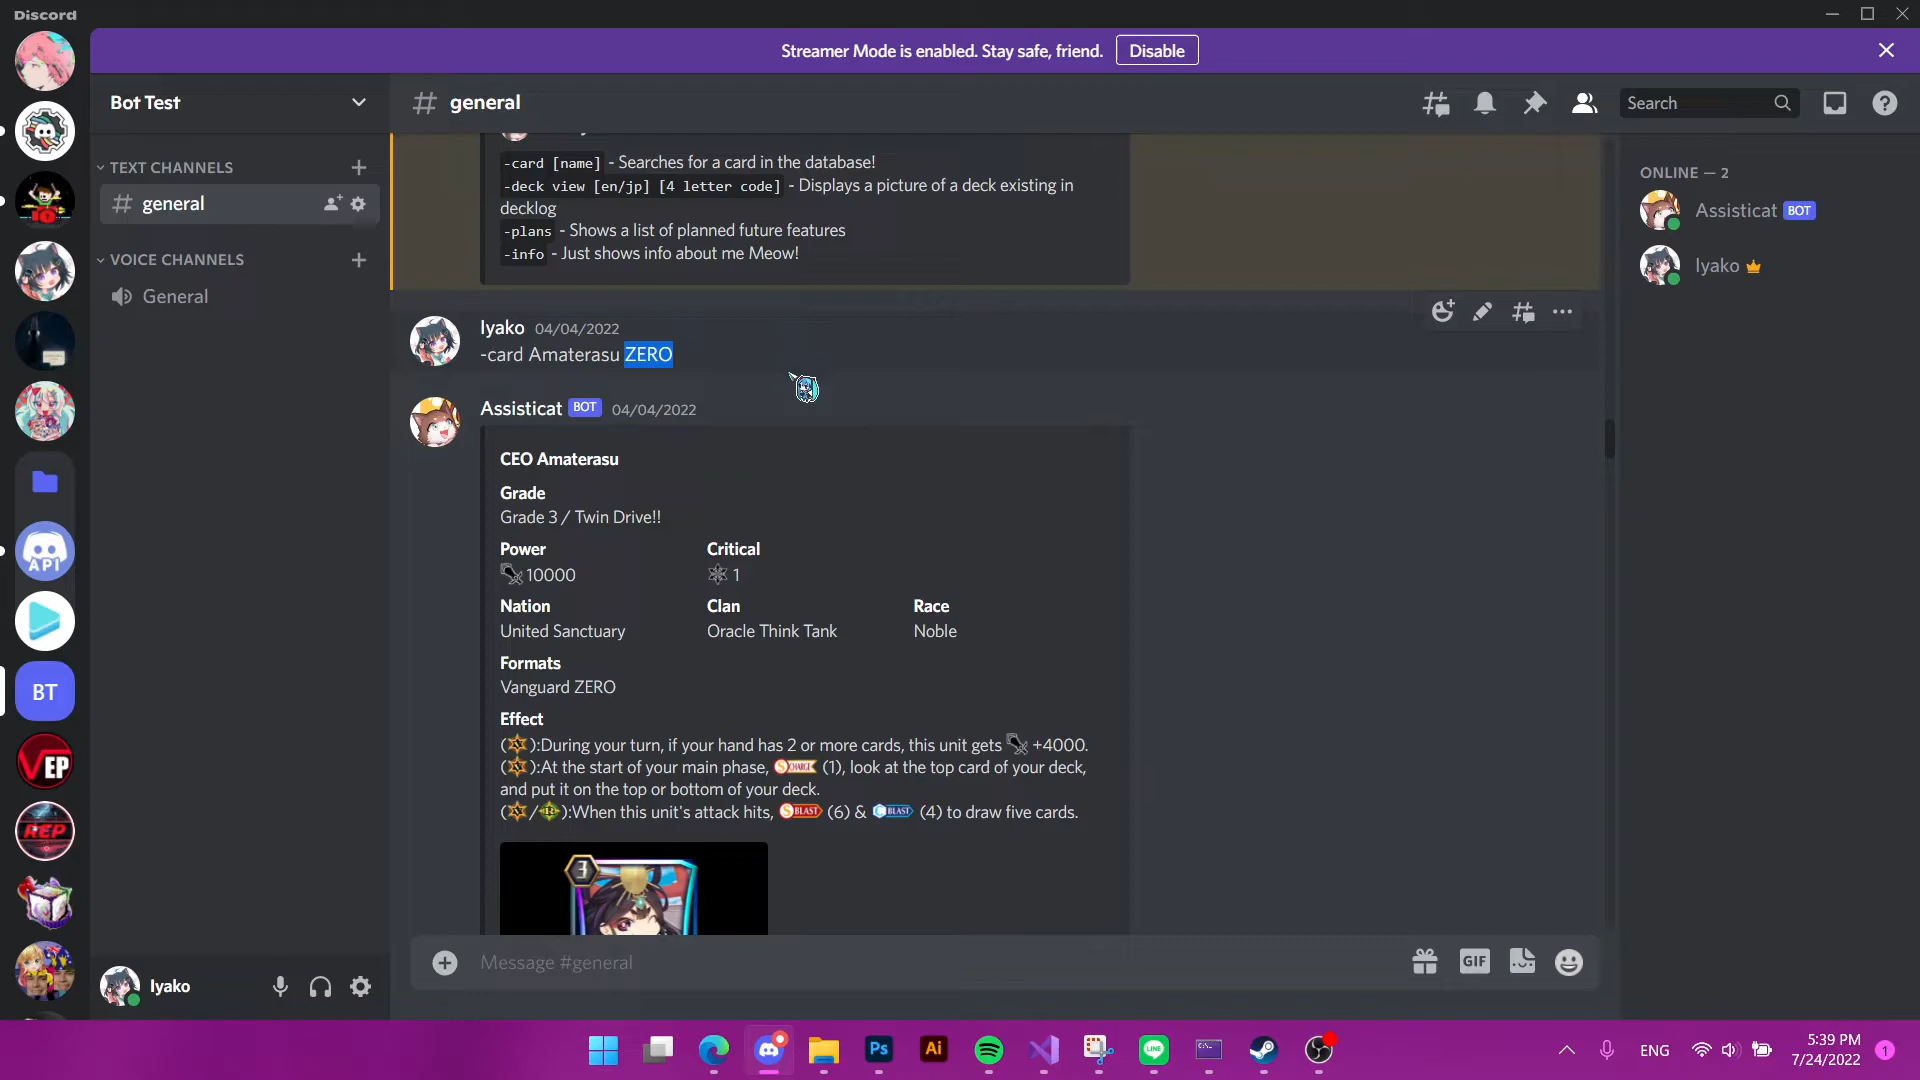 Discord
Streamer Mode is enabled. Stay safe, friend. Disable
Bot Test
# general
Search
-card [name] - Searches for a card in the database!
-deck view [en/jp] [4 letter code] - Displays a picture of a deck existing in
decklog
-plans - Shows a list of planned future features
-info - Just shows info about me Meow!
TEXT CHANNELS
# general
VOICE CHANNELS
General
Iyako 04/04/2022
-card Amaterasu ZERO
Assisticat BOT 04/04/2022
CEO Amaterasu
Grade
Grade 3 / Twin Drive!!
Power Critical
10000 1
Nation Clan Race
United Sanctuary Oracle Think Tank Noble
Formats
Vanguard ZERO
Effect
(V):During your turn, if your hand has 2 or more cards, this unit gets +4000.
(V):At the start of your main phase, S CHARGE (1), look at the top card of your deck,
and put it on the top or bottom of your deck.
(V/R):When this unit's attack hits, S BLAST (6) & C BLAST (4) to draw five cards.
3
Message #general
GIF
ONLINE — 2
Assisticat BOT
Iyako
API
BT
VEP
REP
Iyako
Ps
Ai
LINE
ENG
5:39 PM
7/24/2022
1